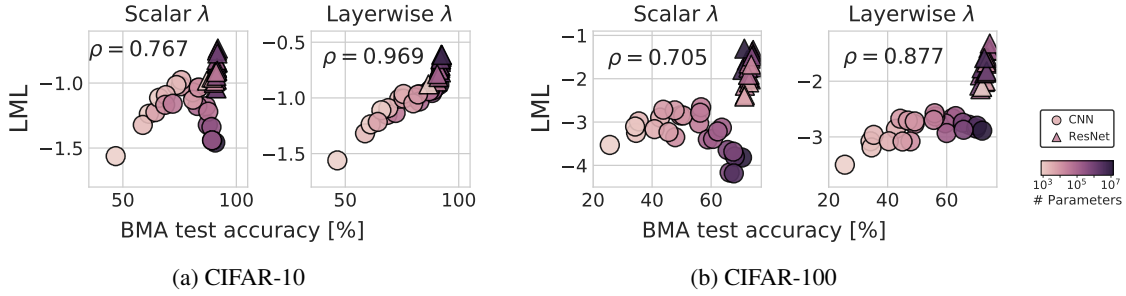 Scalar λ
Layerwise λ
Scalar λ
Layerwise λ
ρ = 0.767
ρ = 0.969
ρ = 0.705
ρ = 0.877
LML
−1.0
−1.5
−0.5
−1.0
−1.5
50
100
50
100
BMA test accuracy [%]
(a) CIFAR-10
LML
−1
−2
−3
−4
−2
−3
20
40
60
20
40
60
BMA test accuracy [%]
(b) CIFAR-100
CNN
ResNet
10³
10⁵
10⁷
# Parameters